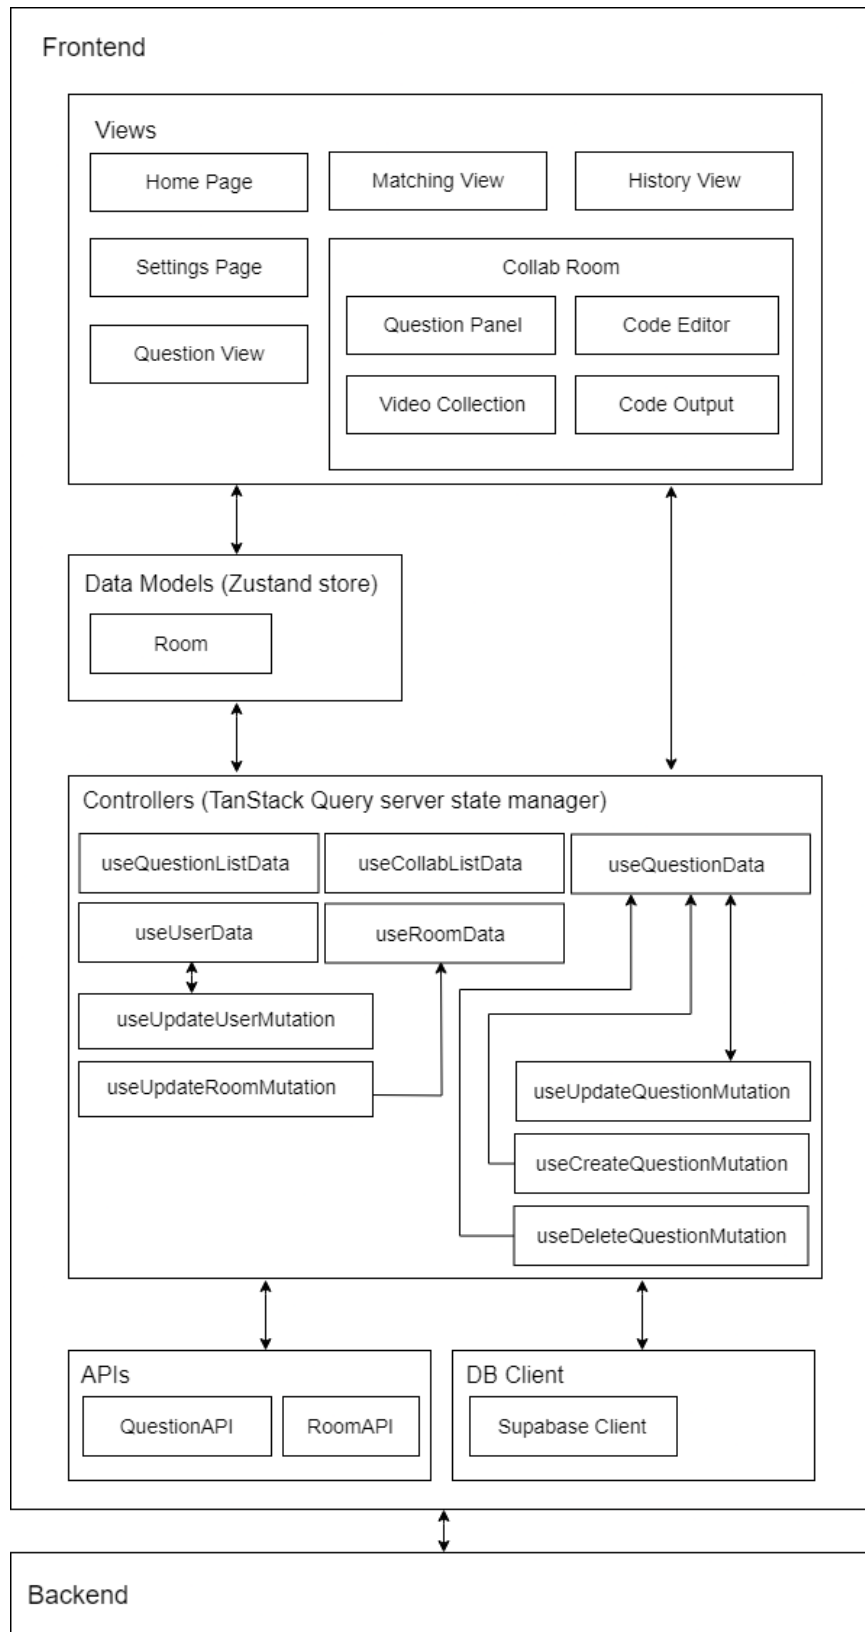 Frontend
Views
Home Page
Matching View
History View
Settings Page
Question View
Collab Room
Question Panel
Code Editor
Video Collection
Code Output
Data Models (Zustand store)
Room
Controllers (TanStack Query server state manager)
useQuestionListData
useCollabListData
useQuestionData
useUserData
useRoomData
useUpdateUserMutation
useUpdateRoomMutation
useUpdateQuestionMutation
useCreateQuestionMutation
useDeleteQuestionMutation
APIs
QuestionAPI
RoomAPI
DB Client
Supabase Client
Backend